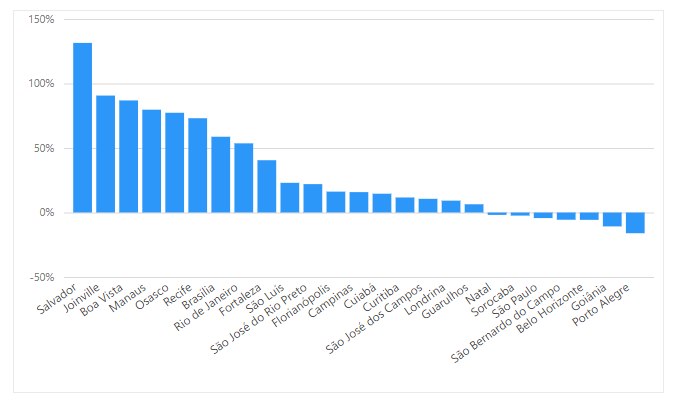 150%
100%
50%
0%
-50%
Salvador
Joinville
Boa Vista
Manaus
Osasco
Recife
Brasília
Rio de Janeiro
Fortaleza
São Luís
São José do Rio Preto
Florianópolis
Campinas
Cuiabá
Curitiba
São José dos Campos
Londrina
Guarulhos
Natal
Sorocaba
São Paulo
São Bernardo do Campo
Belo Horizonte
Goiânia
Porto Alegre